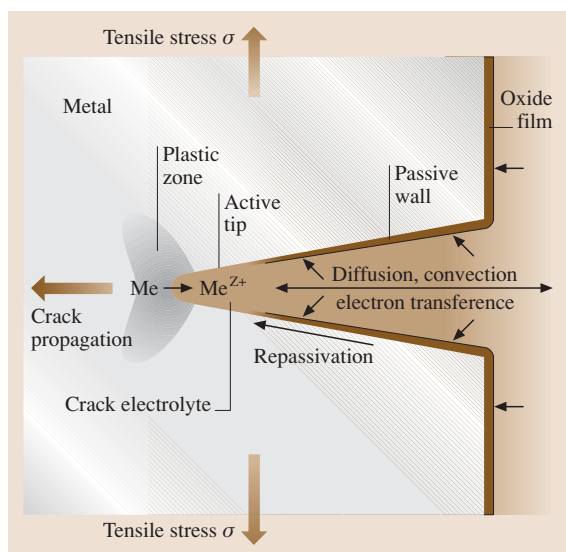 Tensile stress σ
Metal
Oxide
film
Plastic
zone
Passive
wall
Active
tip
Me
Me^Z+
Diffusion, convection
electron transference
Crack
propagation
Repassivation
Crack electrolyte
Tensile stress σ